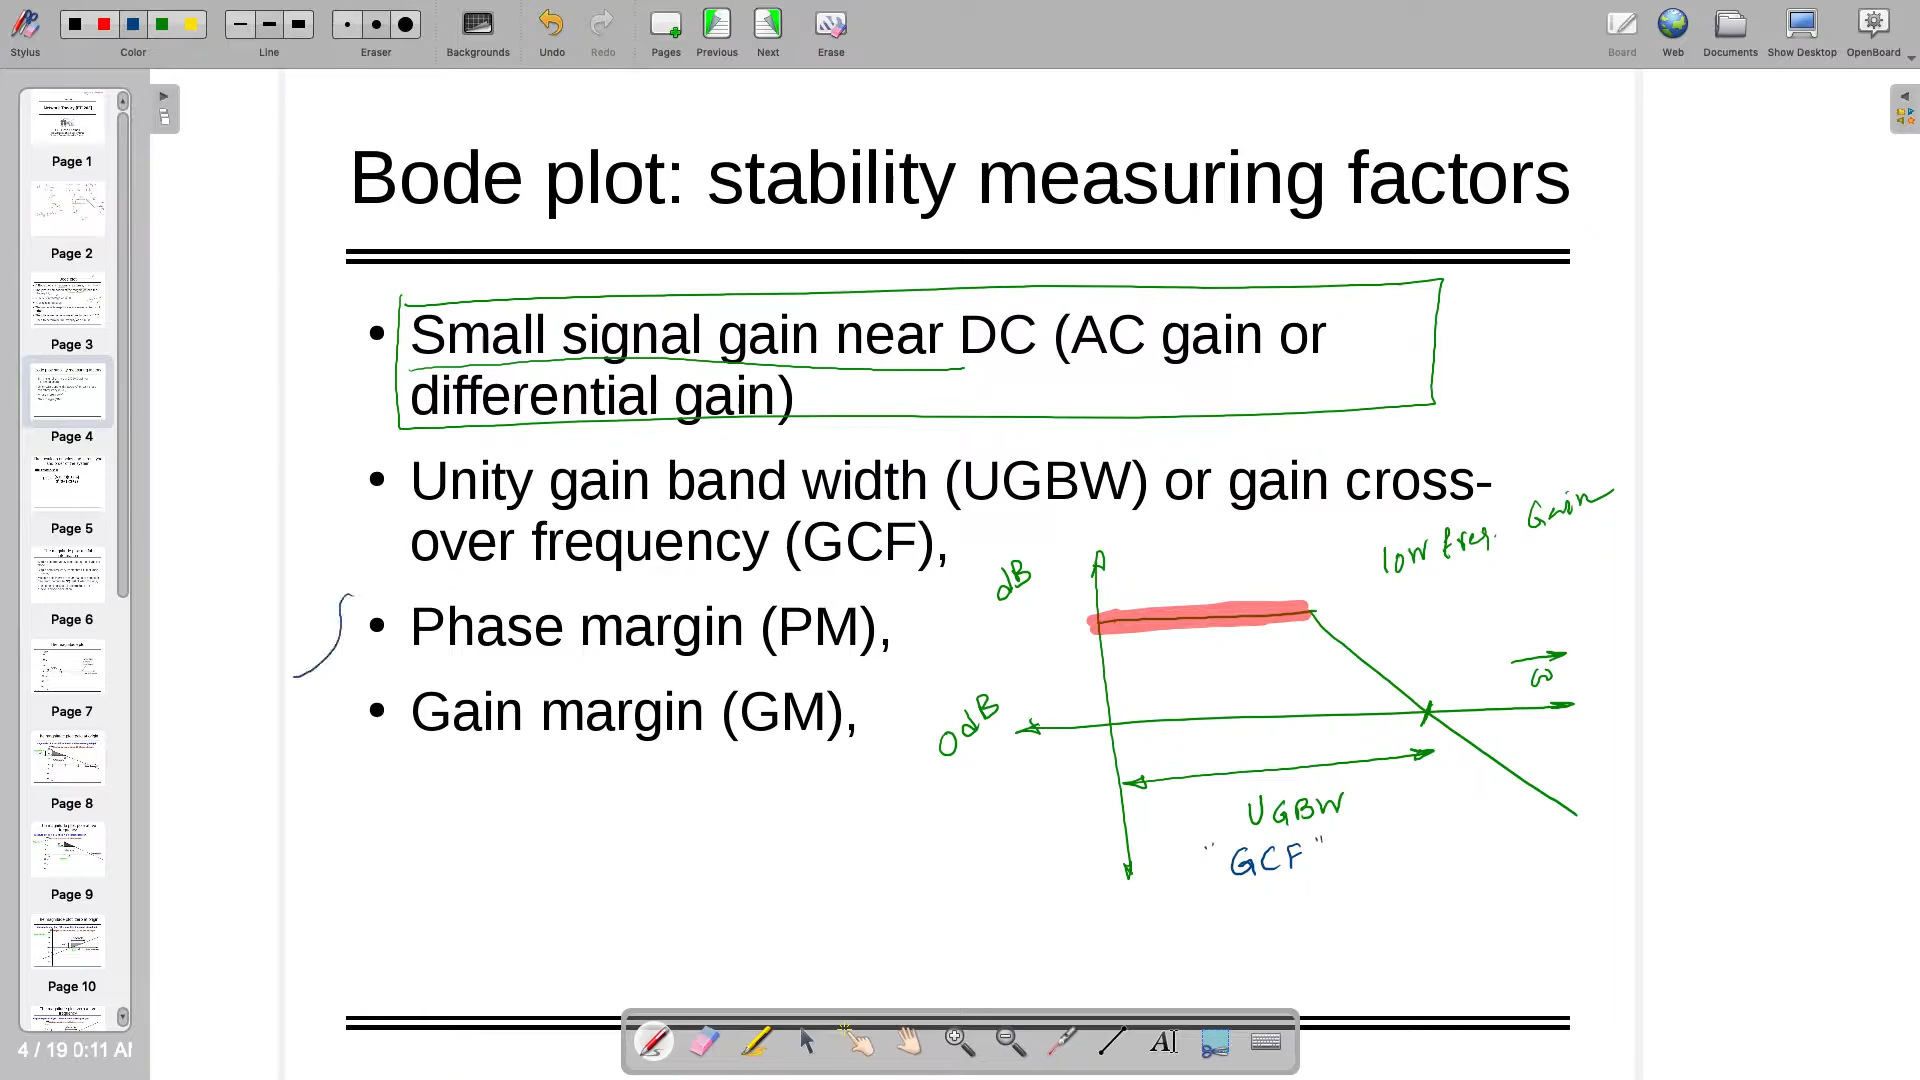 Stylus
Color
Line
Eraser
Backgrounds
Undo
Redo
Pages
Previous
Next
Erase
Board
Web
Documents
Show Desktop
OpenBoard
Page 1
Page 2
Page 3
Page 4
Page 5
Page 6
Page 7
Page 8
Page 9
Page 10
4 / 19 0:11 AM
Bode plot: stability measuring factors
• Small signal gain near DC (AC gain or
differential gain)
• Unity gain band width (UGBW) or gain cross-
over frequency (GCF),
• Phase margin (PM),
• Gain margin (GM),
low freq. Gain
dB
0dB
ω
UGBW
"GCF"